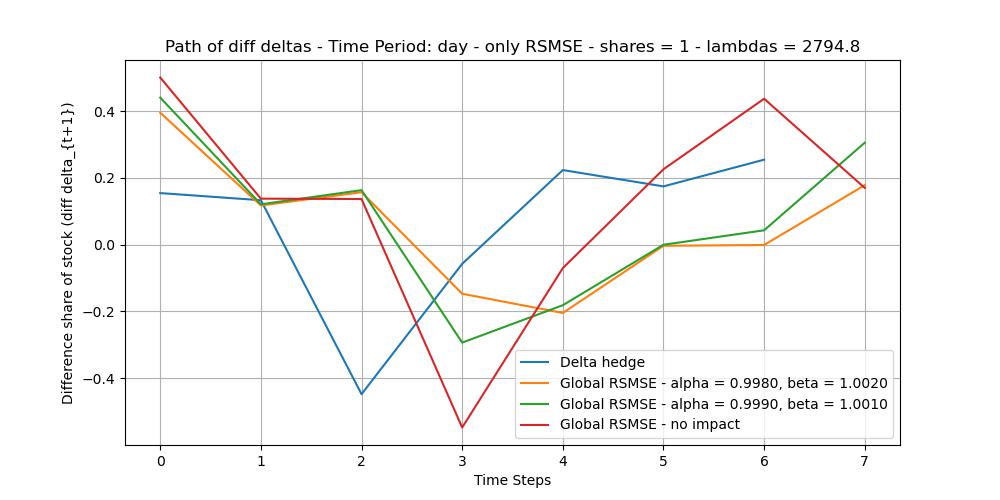 Path of diff deltas - Time Period: day - only RSMSE - shares = 1 - lambdas = 2794.8
Difference share of stock (diff delta_{t+1})
0.4
0.2
0.0
−0.2
−0.4
Delta hedge
Global RSMSE - alpha = 0.9980, beta = 1.0020
Global RSMSE - alpha = 0.9990, beta = 1.0010
Global RSMSE - no impact
0 1 2 3 4 5 6 7
Time Steps